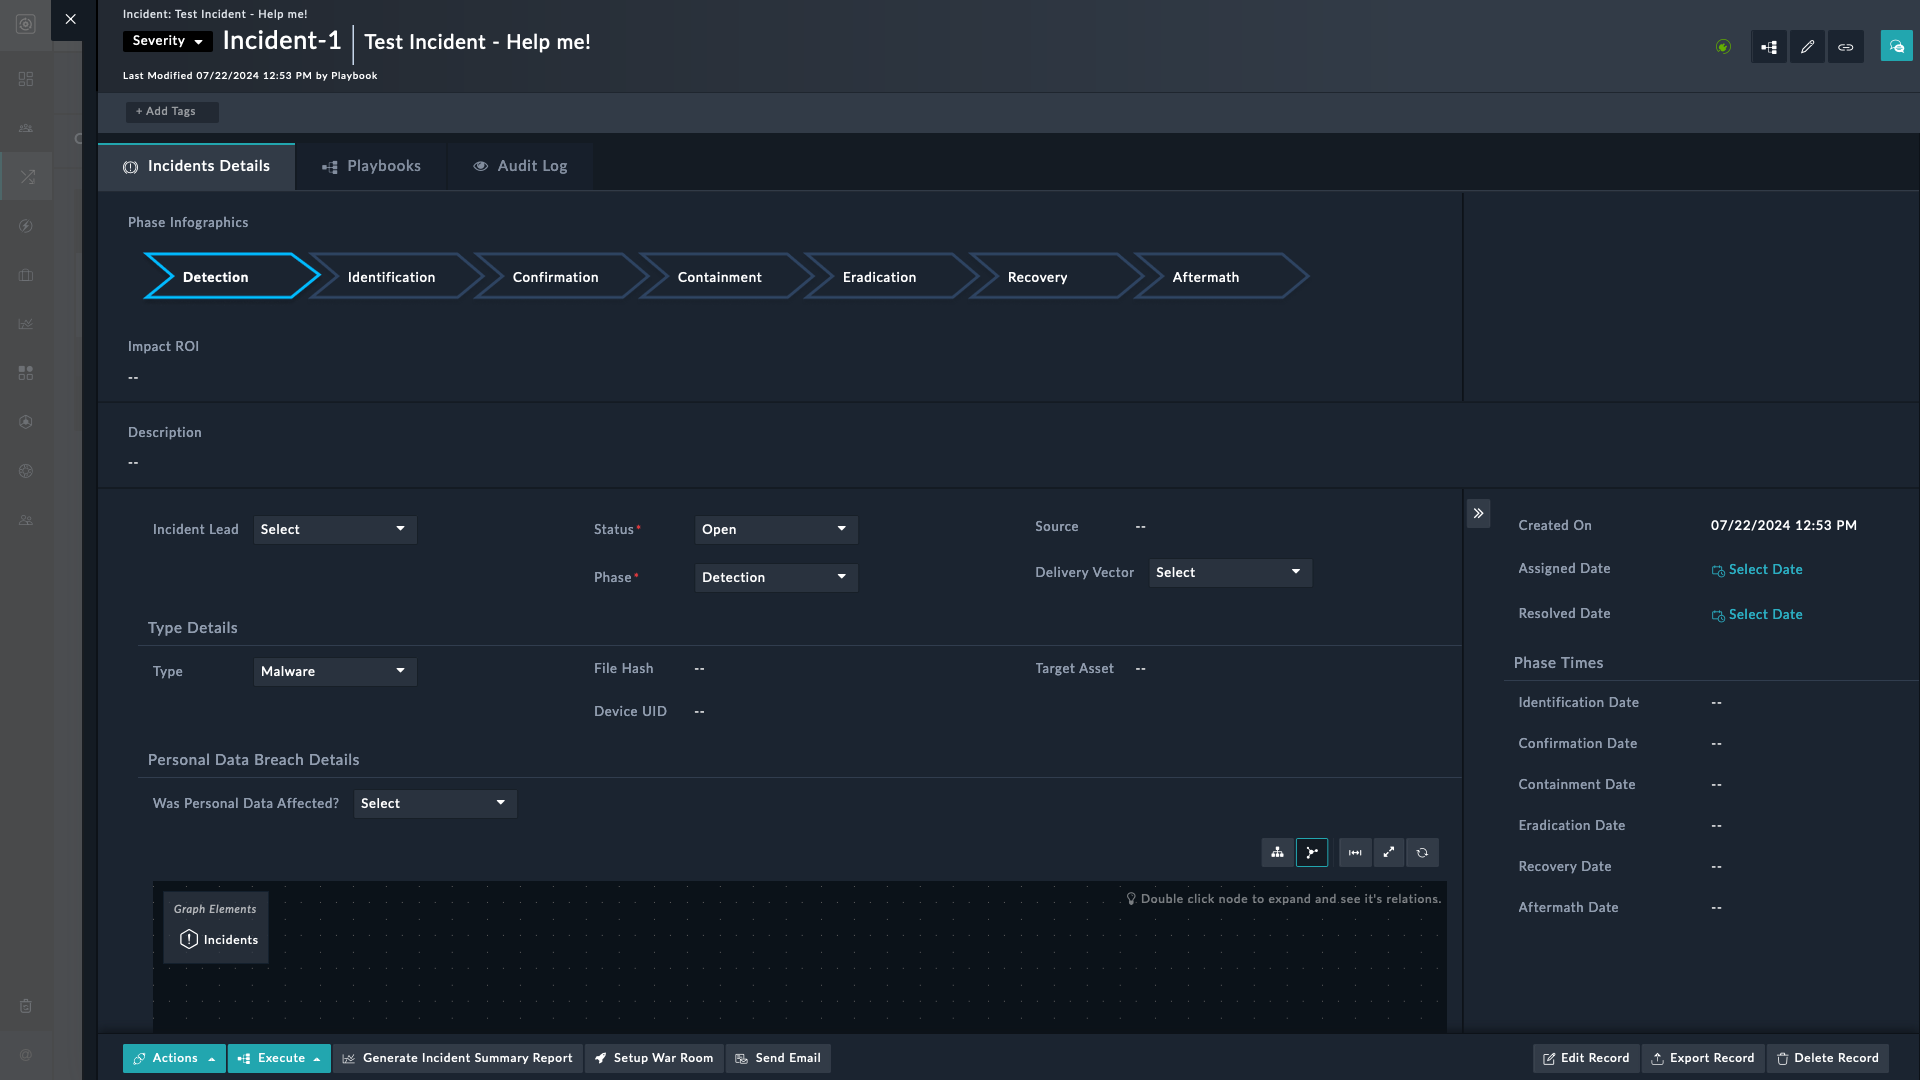 Incident: Test Incident - Help me!
Severity Incident-1 Test Incident - Help me!
Last Modified 07/22/2024 12:53 PM by Playbook
+ Add Tags
Incidents Details Playbooks Audit Log
Phase Infographics
Detection Identification Confirmation Containment Eradication Recovery Aftermath
Impact ROI
--
Description
--
Incident Lead Select
Status* Open
Source --
Phase* Detection
Delivery Vector Select
Type Details
Type Malware
File Hash --
Target Asset --
Device UID --
Personal Data Breach Details
Was Personal Data Affected? Select
Double click node to expand and see it's relations.
Graph Elements
Incidents
Created On 07/22/2024 12:53 PM
Assigned Date Select Date
Resolved Date Select Date
Phase Times
Identification Date --
Confirmation Date --
Containment Date --
Eradication Date --
Recovery Date --
Aftermath Date --
Actions Execute Generate Incident Summary Report Setup War Room Send Email Edit Record Export Record Delete Record